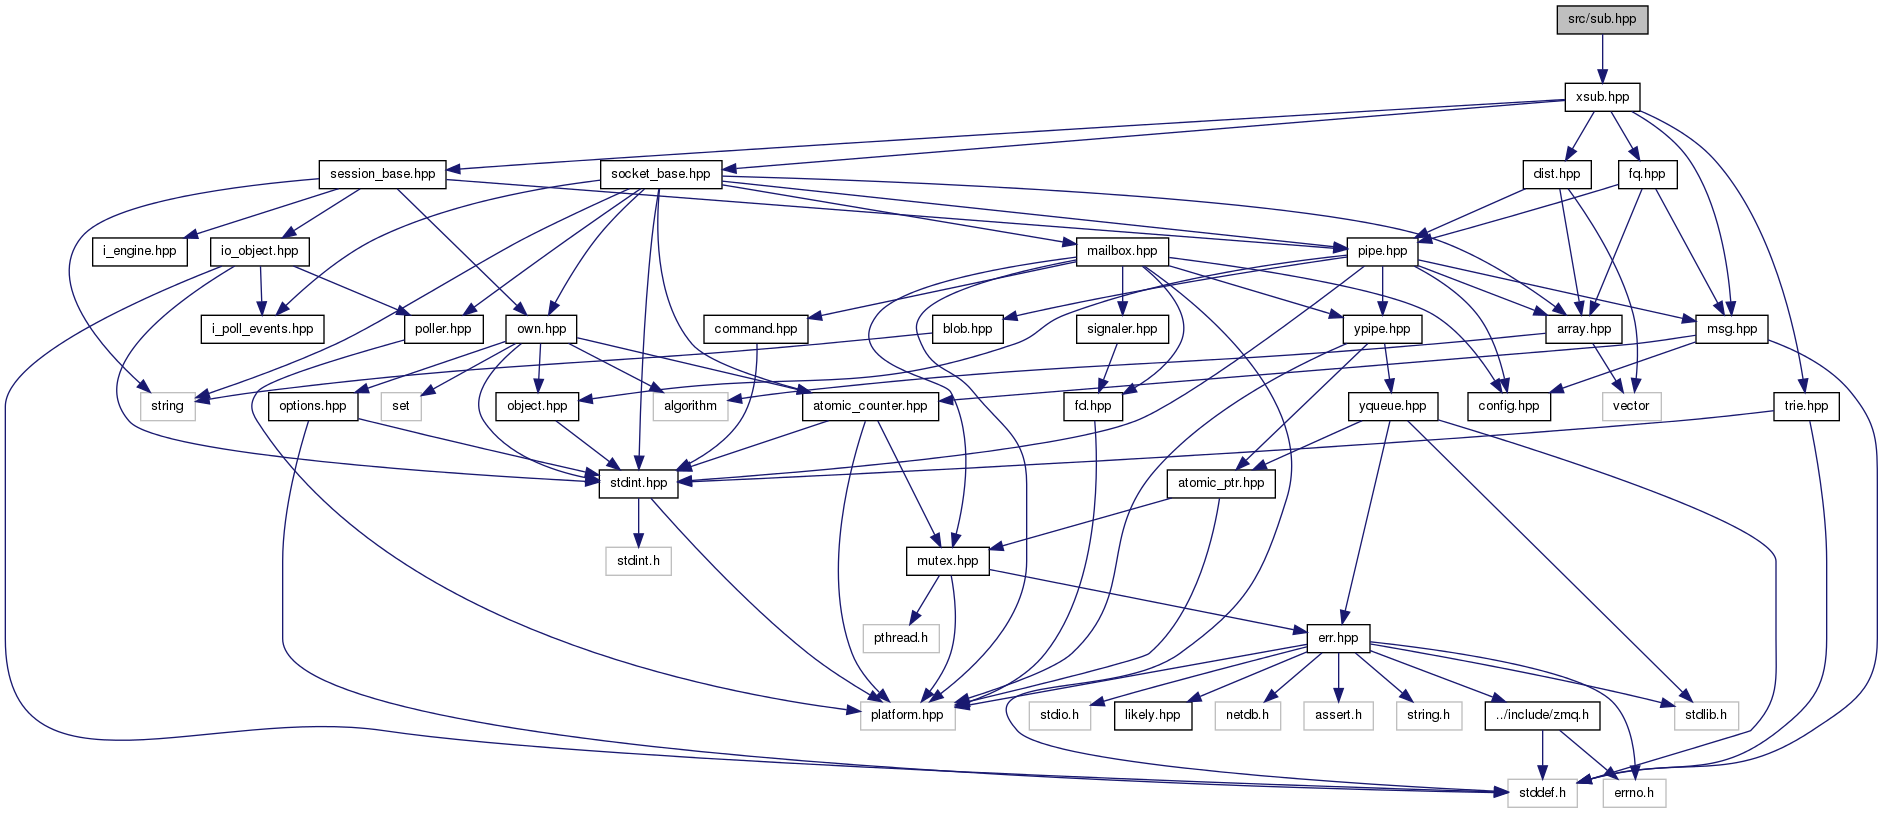 src/sub.hpp
xsub.hpp
session_base.hpp
socket_base.hpp
dist.hpp
fq.hpp
i_engine.hpp
io_object.hpp
mailbox.hpp
pipe.hpp
i_poll_events.hpp
poller.hpp
own.hpp
command.hpp
blob.hpp
signaler.hpp
ypipe.hpp
array.hpp
msg.hpp
string
options.hpp
set
object.hpp
algorithm
atomic_counter.hpp
fd.hpp
yqueue.hpp
config.hpp
vector
trie.hpp
stdint.hpp
atomic_ptr.hpp
stdint.h
mutex.hpp
pthread.h
err.hpp
platform.hpp
stdio.h
likely.hpp
netdb.h
assert.h
string.h
../include/zmq.h
stdlib.h
stddef.h
errno.h